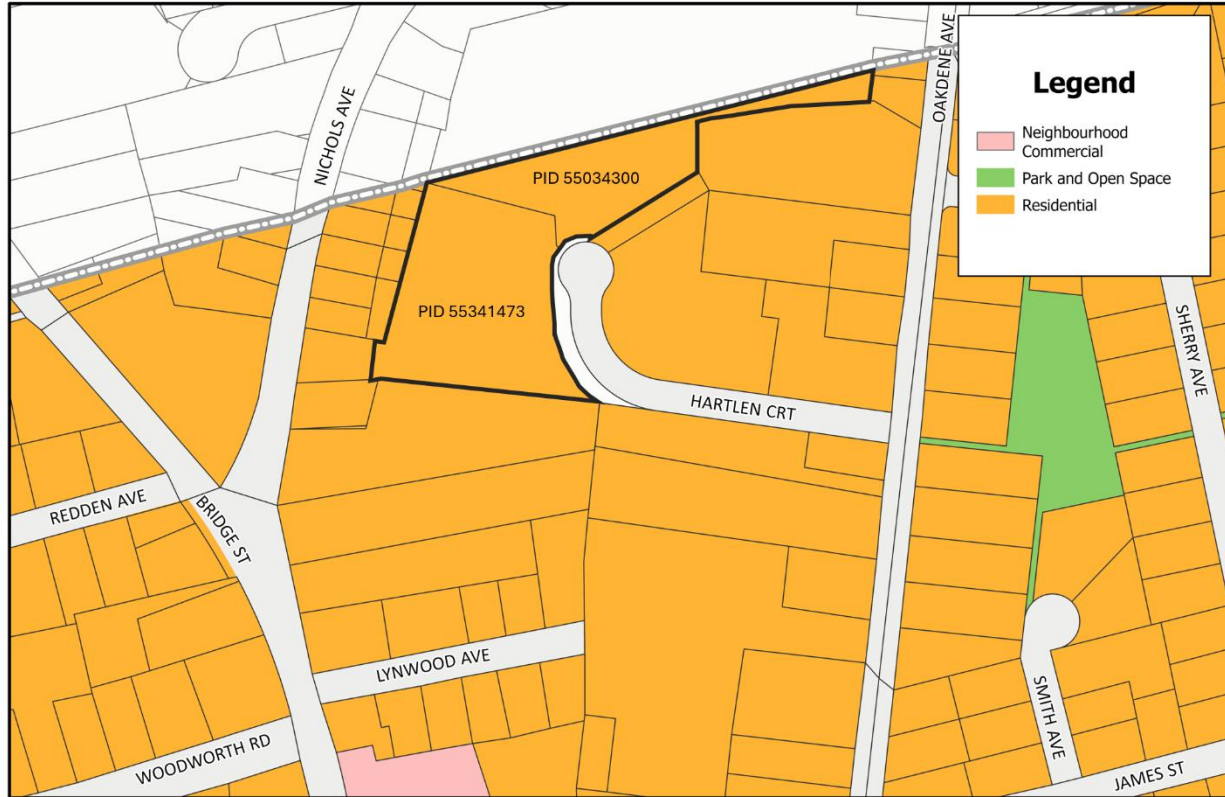 NICHOLS AVE
OAKDENE AVE
Legend
Neighbourhood
Commercial
Park and Open Space
Residential
PID 55034300
PID 55341473
SHERRY AVE
HARTLEN CRT
REDDEN AVE
BRIDGE ST
LYNWOOD AVE
SMITH AVE
WOODWORTH RD
JAMES ST